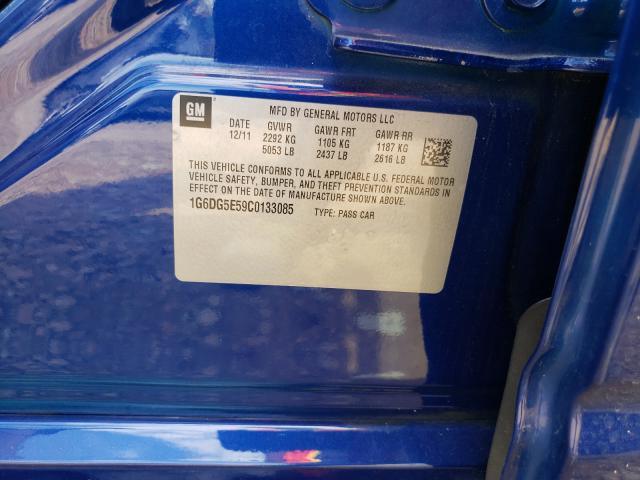 GM
MFD BY GENERAL MOTORS LLC
DATE GVWR GAWR FRT GAWR RR
12/11 2292 KG 1105 KG 1187 KG
5053 LB 2437 LB 2616 LB
THIS VEHICLE CONFORMS TO ALL APPLICABLE U.S. FEDERAL MOTOR
VEHICLE SAFETY, BUMPER, AND THEFT PREVENTION STANDARDS IN
EFFECT ON THE DATE OF MANUFACTURE SHOWN ABOVE.
1G6DG5E59C0133085 TYPE: PASS CAR